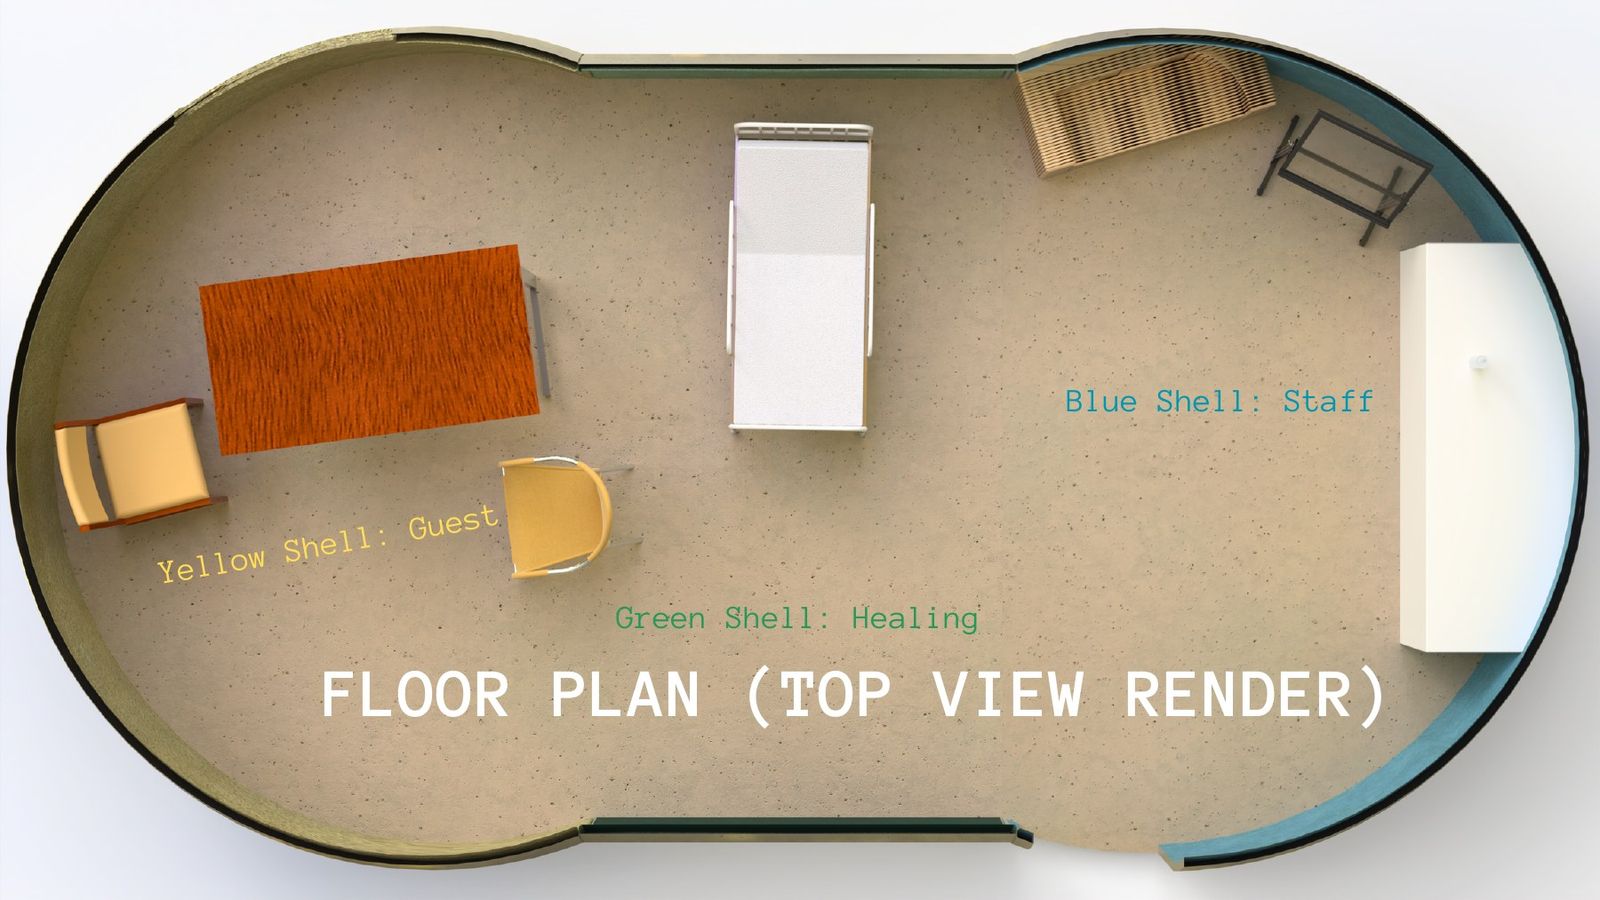 Blue Shell: Staff
Yellow Shell: Guest
Green Shell: Healing
FLOOR PLAN (TOP VIEW RENDER)